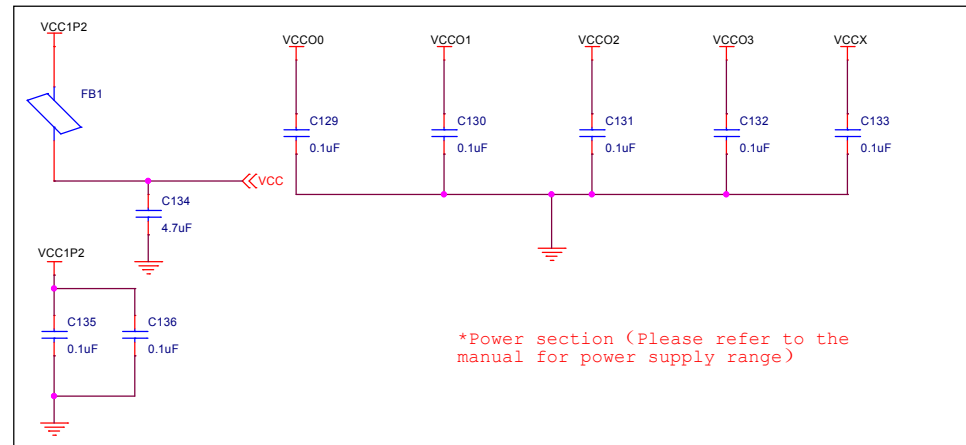 VCC1P2
FB1
VCC
C134
4.7uF
VCCO0
VCCO1
VCCO2
VCCO3
VCCX
C129
0.1uF
C130
0.1uF
C131
0.1uF
C132
0.1uF
C133
0.1uF
VCC1P2
C135
0.1uF
C136
0.1uF
*Power section (Please refer to the
manual for power supply range)